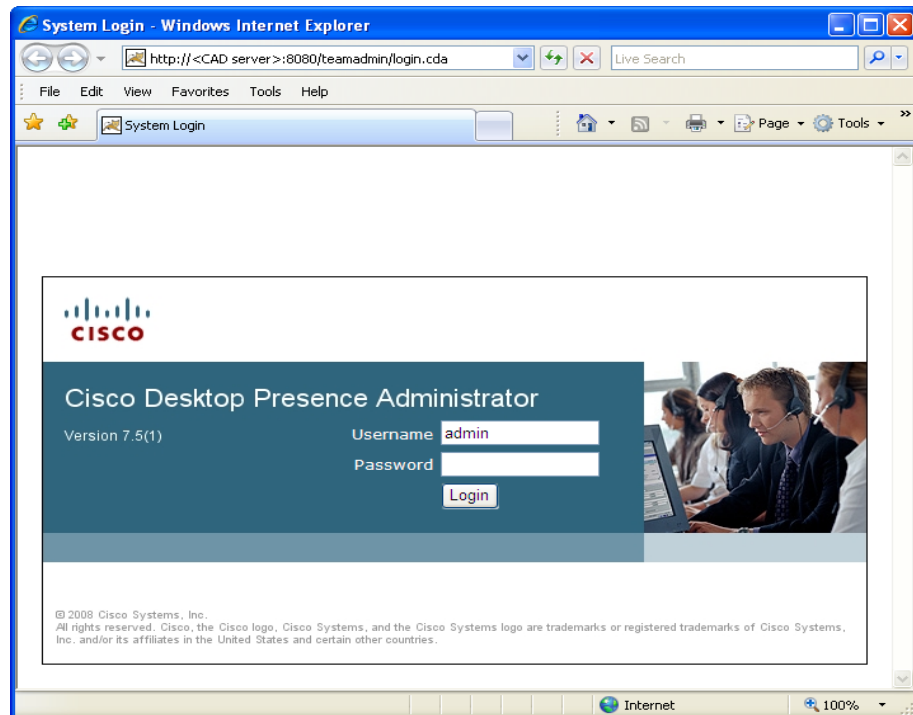 System Login - Windows Internet Explorer
http://<CAD server>:8080/teamadmin/login.cda
Live Search
File Edit View Favorites Tools Help
System Login
Page Tools »
CISCO
Cisco Desktop Presence Administrator
Version 7.5(1)
Username admin
Password
Login
© 2008 Cisco Systems, Inc.
All rights reserved. Cisco, the Cisco logo, Cisco Systems, and the Cisco Systems logo are trademarks or registered trademarks of Cisco Systems,
Inc. and/or its affiliates in the United States and certain other countries.
Internet 100%